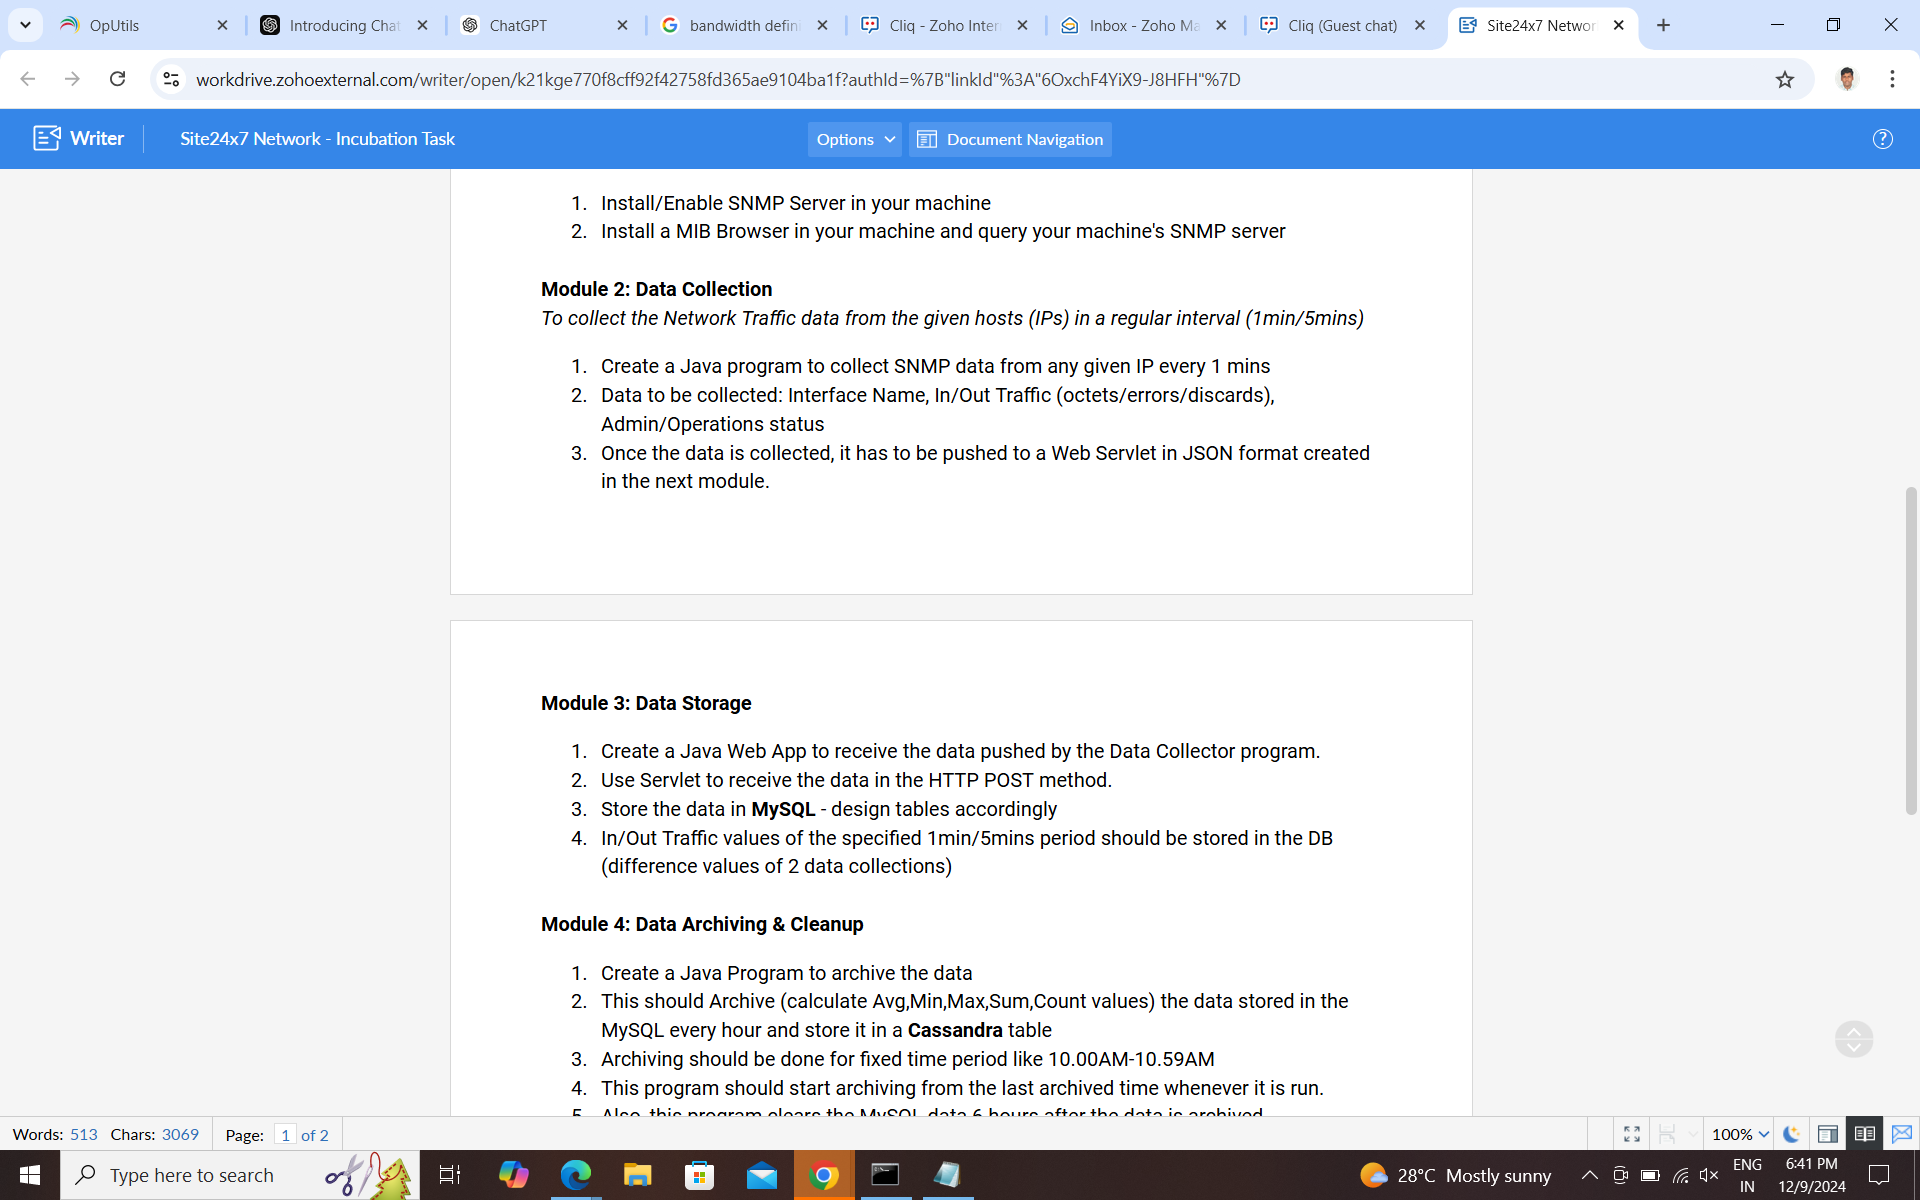 OpUtils
Introducing Chat
ChatGPT
bandwidth defini
Cliq - Zoho Inter
Inbox - Zoho Ma
Cliq (Guest chat)
Site24x7 Networ
workdrive.zohoexternal.com/writer/open/k21kge770f8cff92f42758fd365ae9104ba1f?authId=%7B"linkId"%3A"6OxchF4YiX9-J8HFH"%7D
Writer
Site24x7 Network - Incubation Task
Options
Document Navigation
1. Install/Enable SNMP Server in your machine
2. Install a MIB Browser in your machine and query your machine's SNMP server
Module 2: Data Collection
To collect the Network Traffic data from the given hosts (IPs) in a regular interval (1min/5mins)
1. Create a Java program to collect SNMP data from any given IP every 1 mins
2. Data to be collected: Interface Name, In/Out Traffic (octets/errors/discards),
Admin/Operations status
3. Once the data is collected, it has to be pushed to a Web Servlet in JSON format created
in the next module.
Module 3: Data Storage
1. Create a Java Web App to receive the data pushed by the Data Collector program.
2. Use Servlet to receive the data in the HTTP POST method.
3. Store the data in MySQL - design tables accordingly
4. In/Out Traffic values of the specified 1min/5mins period should be stored in the DB
(difference values of 2 data collections)
Module 4: Data Archiving & Cleanup
1. Create a Java Program to archive the data
2. This should Archive (calculate Avg,Min,Max,Sum,Count values) the data stored in the
MySQL every hour and store it in a Cassandra table
3. Archiving should be done for fixed time period like 10.00AM-10.59AM
4. This program should start archiving from the last archived time whenever it is run.
5. Also, this program clears the MySQL data 6 hours after the data is archived
Words: 513 Chars: 3069 Page: 1 of 2
100%
Type here to search
28°C Mostly sunny
ENG
IN
6:41 PM
12/9/2024